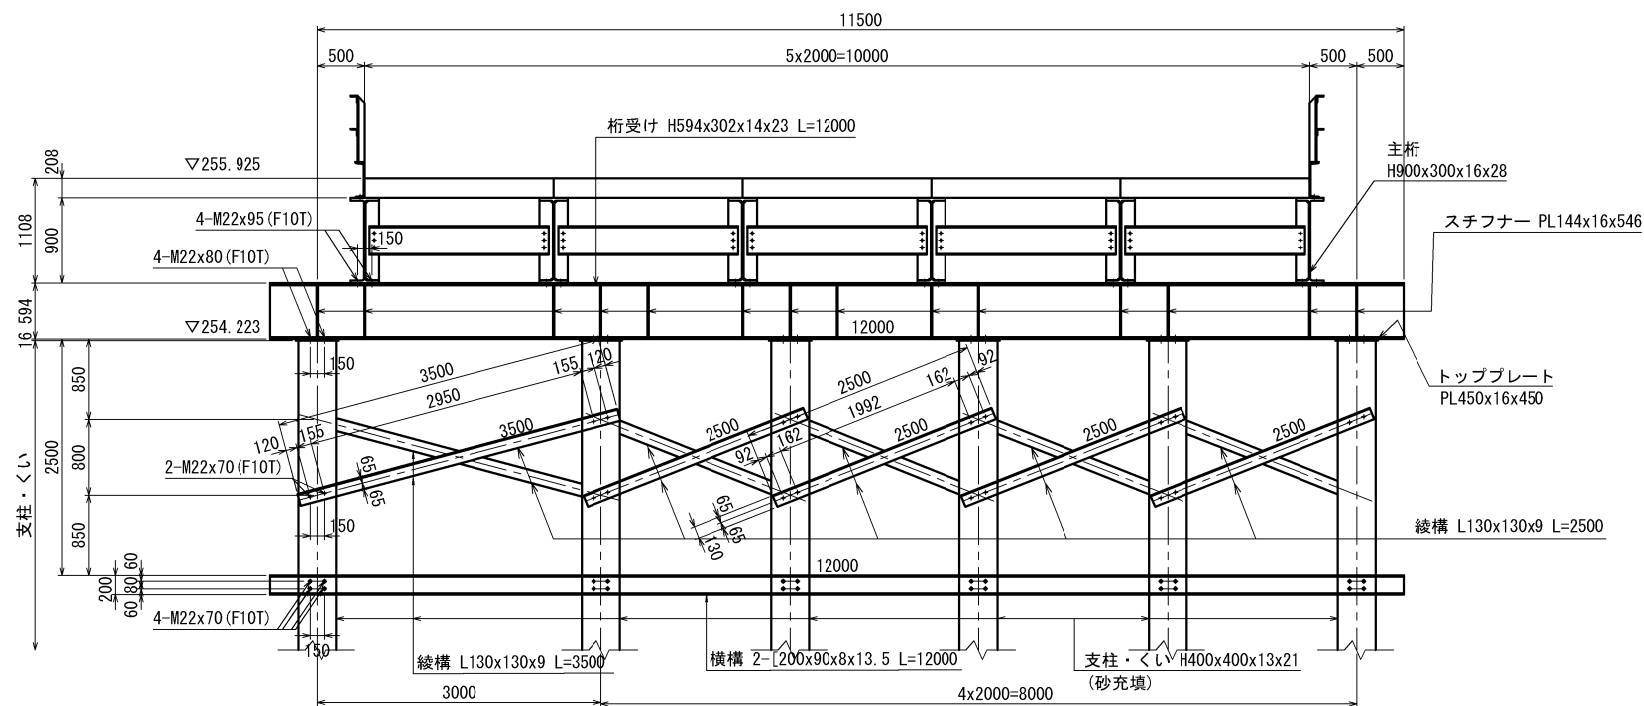 11500
500
5x2000=10000
500
500
桁受け H594x302x14x23 L=12000
208
▽255.925
主桁
H900x300x16x28
4-M22x95(F10T)
1108
900
150
スチフナー PL144x16x546
4-M22x80(F10T)
594
▽254.223
12000
16
150
3500
155
120
2500
162
92
850
2950
1992
トッププレート
PL450x16x450
3500
2500
2500
2500
2500
120
155
2-M22x70(F10T)
65
65
92
162
2500
800
150
65
65
130
綾構 L130x130x9 L=2500
支柱・くい
850
60
12000
200
80
60
4-M22x70(F10T)
150
綾構 L130x130x9 L=3500
横構 2-[200x90x8x13.5 L=12000
支柱・くい H400x400x13x21
(砂充填)
3000
4x2000=8000